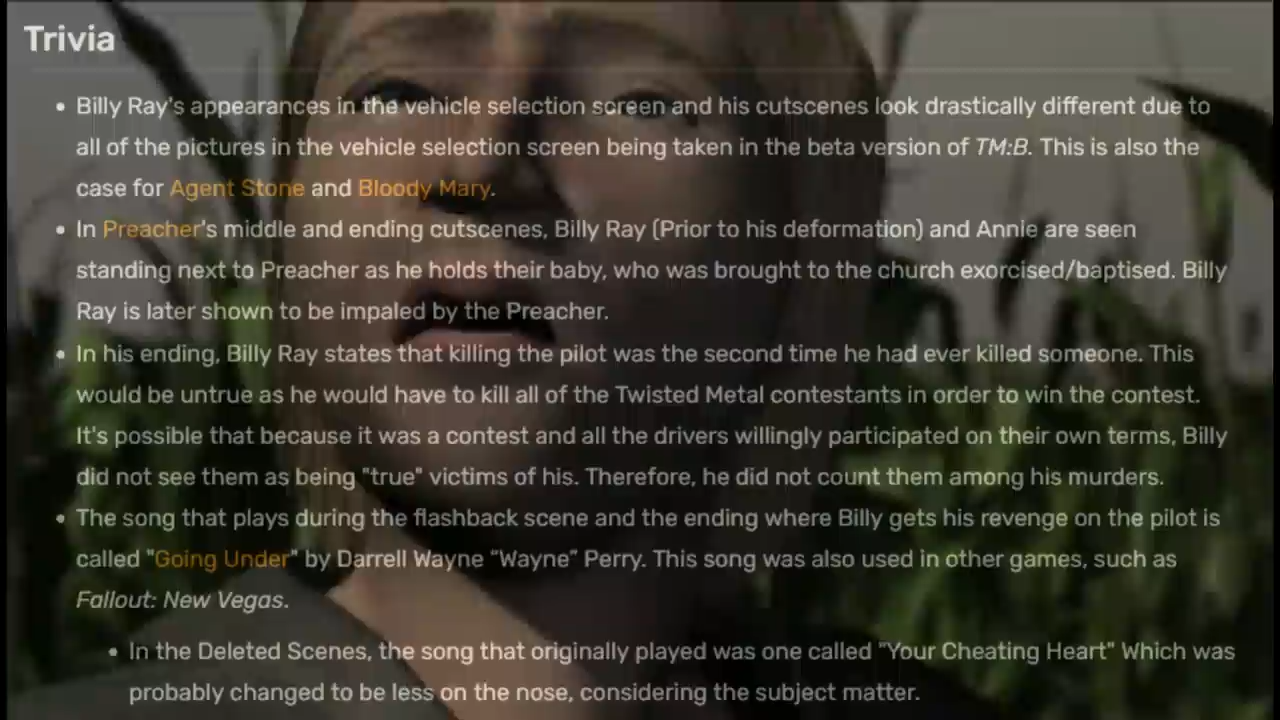 Trivia
• Billy Ray's appearances in the vehicle selection screen and his cutscenes look drastically different due to
all of the pictures in the vehicle selection screen being taken in the beta version of TM:B. This is also the
case for Agent Stone and Bloody Mary.
• In Preacher's middle and ending cutscenes, Billy Ray (Prior to his deformation) and Annie are seen
standing next to Preacher as he holds their baby, who was brought to the church exorcised/baptised. Billy
Ray is later shown to be impaled by the Preacher.
• In his ending, Billy Ray states that killing the pilot was the second time he had ever killed someone. This
would be untrue as he would have to kill all of the Twisted Metal contestants in order to win the contest.
It's possible that because it was a contest and all the drivers willingly participated on their own terms, Billy
did not see them as being "true" victims of his. Therefore, he did not count them among his murders.
• The song that plays during the flashback scene and the ending where Billy gets his revenge on the pilot is
called "Going Under" by Darrell Wayne “Wayne” Perry. This song was also used in other games, such as
Fallout: New Vegas.
• In the Deleted Scenes, the song that originally played was one called "Your Cheating Heart" Which was
probably changed to be less on the nose, considering the subject matter.